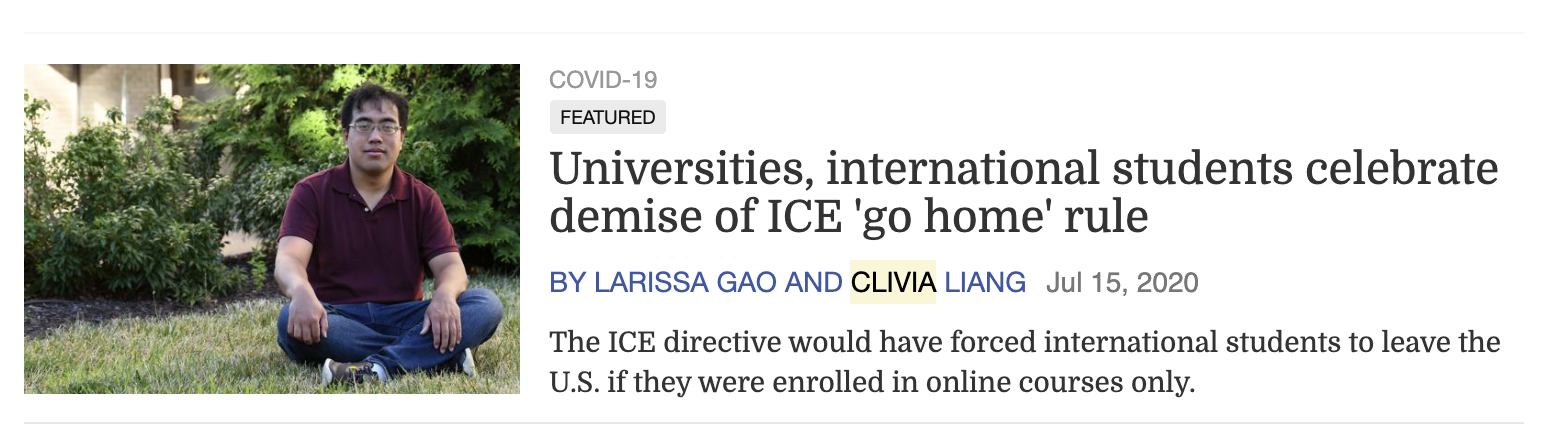 COVID-19
FEATURED
Universities, international students celebrate
demise of ICE 'go home' rule
BY LARISSA GAO AND CLIVIA LIANG Jul 15, 2020
The ICE directive would have forced international students to leave the
U.S. if they were enrolled in online courses only.